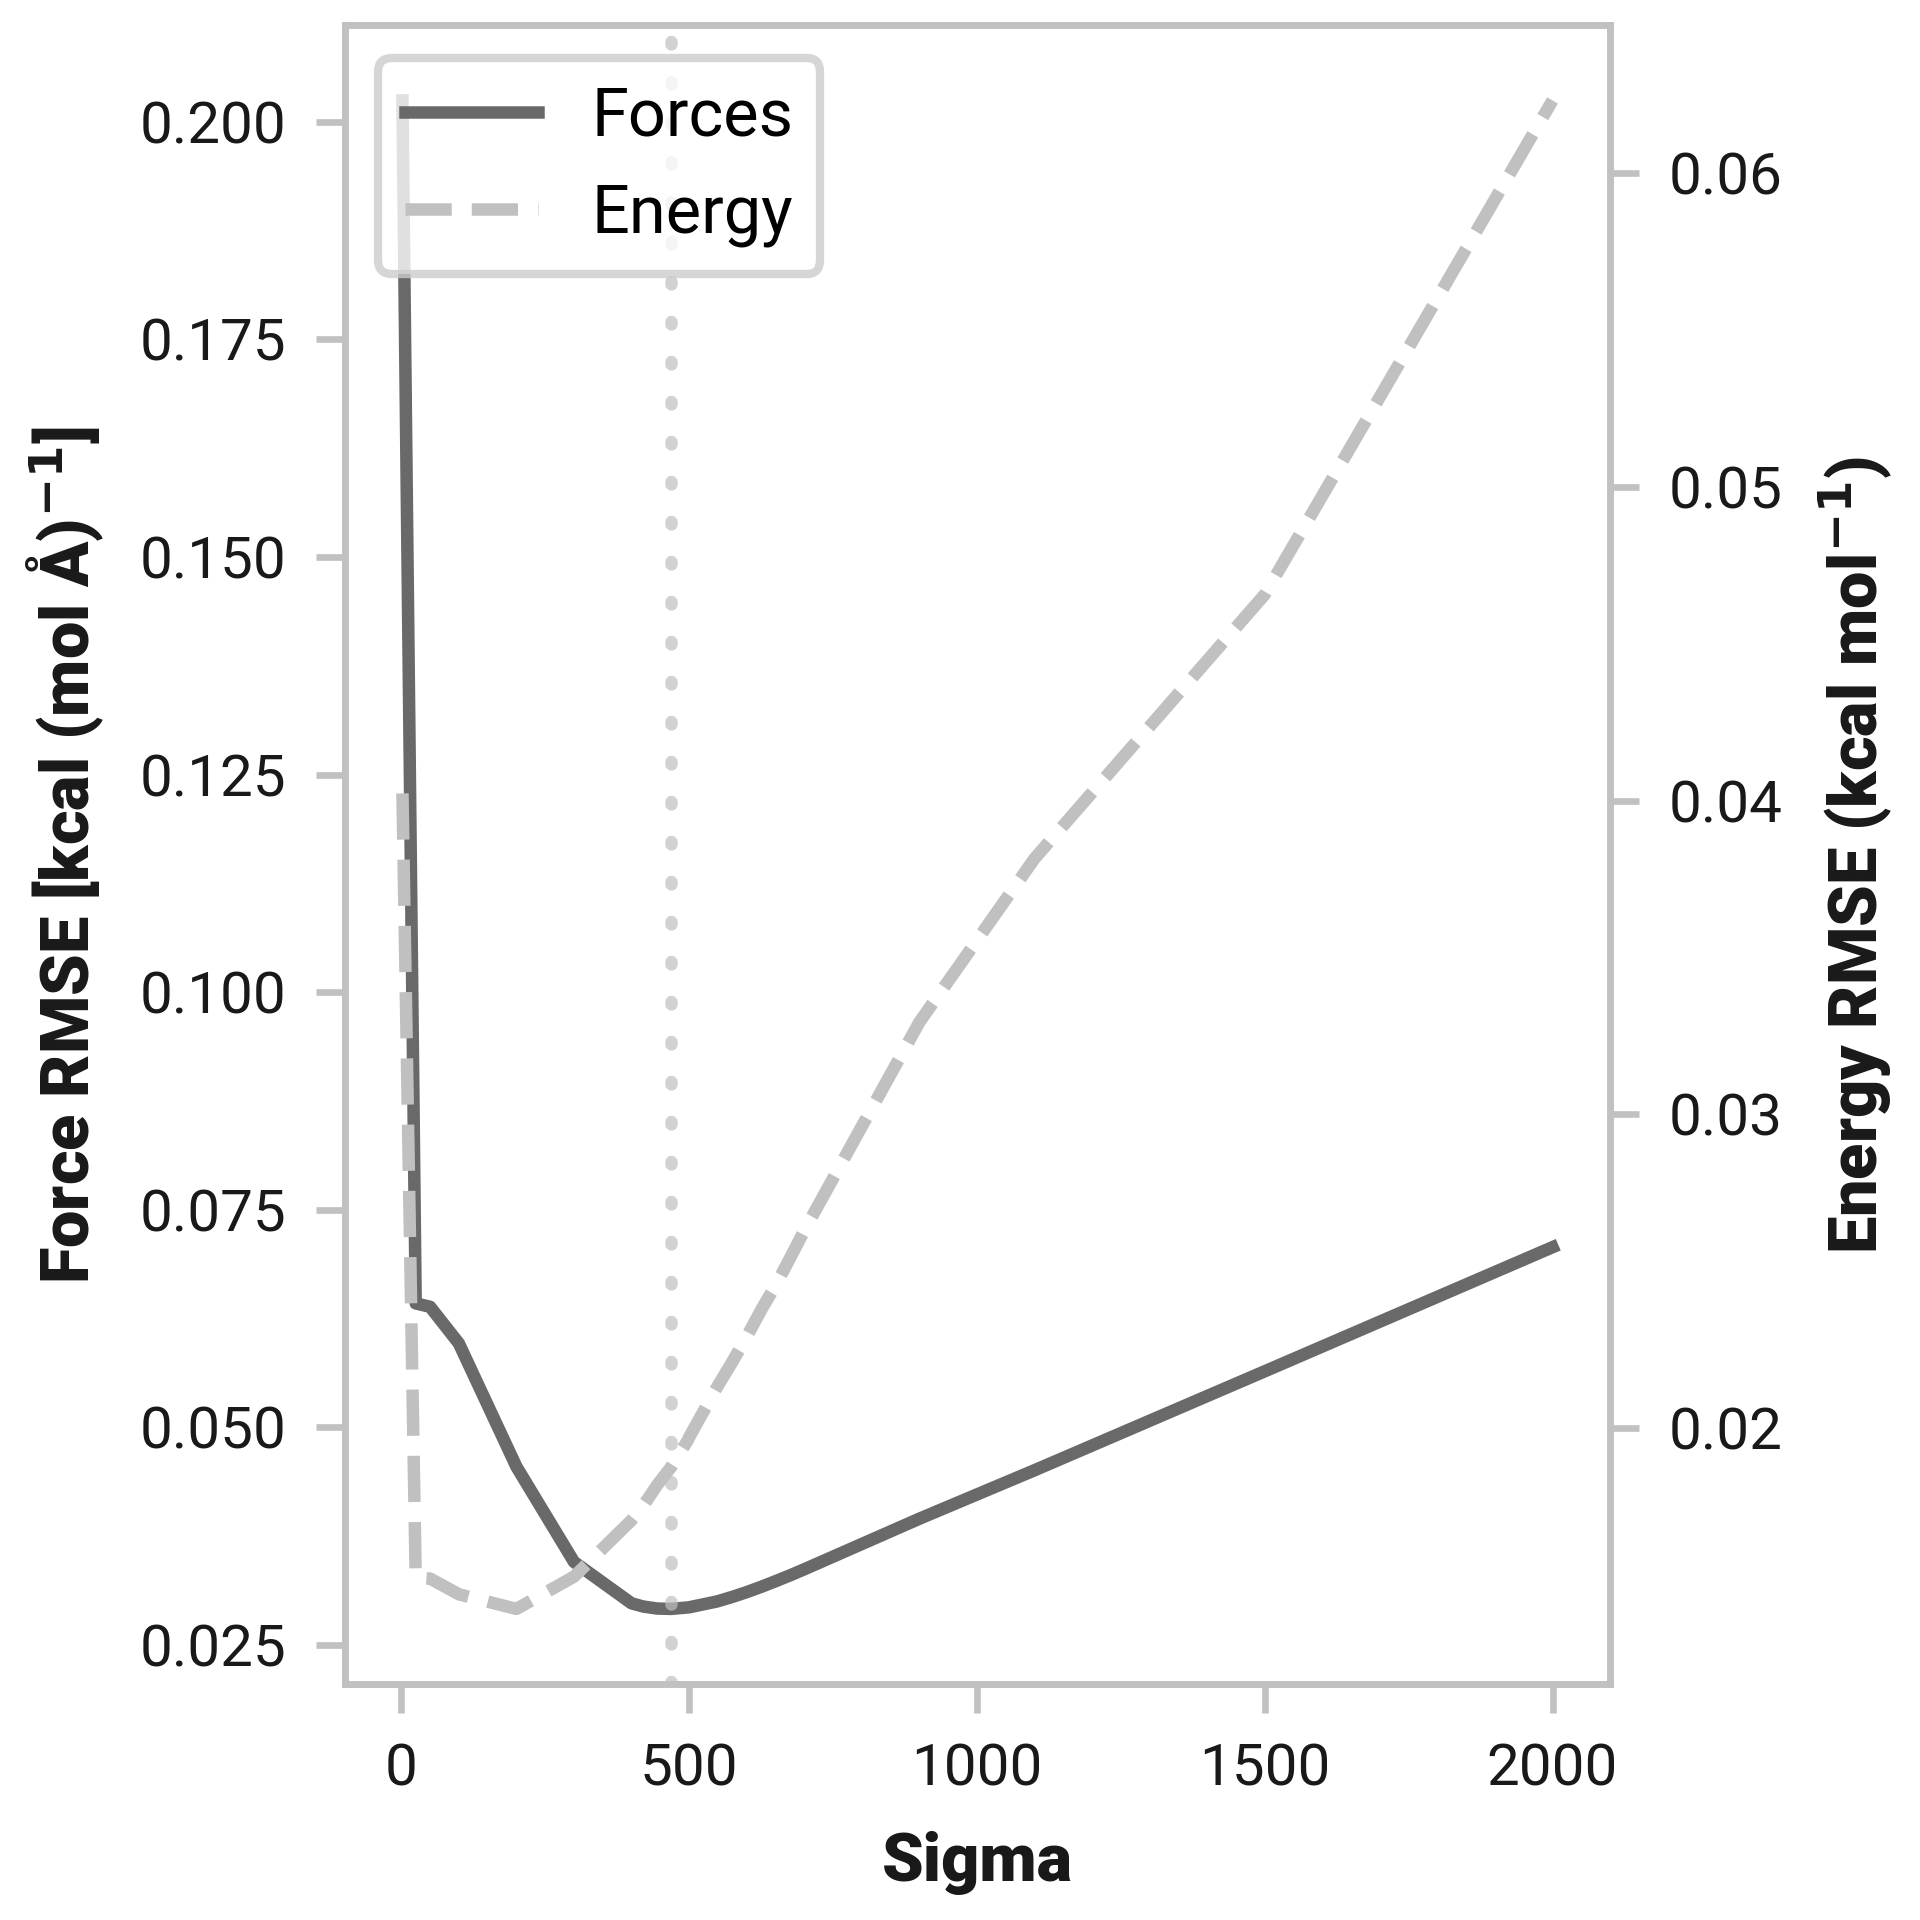 Forces
Energy
0.200
0.175
0.150
0.125
0.100
0.075
0.050
0.025
Force RMSE [kcal (mol Å)⁻¹]
0.06
0.05
0.04
0.03
0.02
Energy RMSE (kcal mol⁻¹)
0 500 1000 1500 2000
Sigma